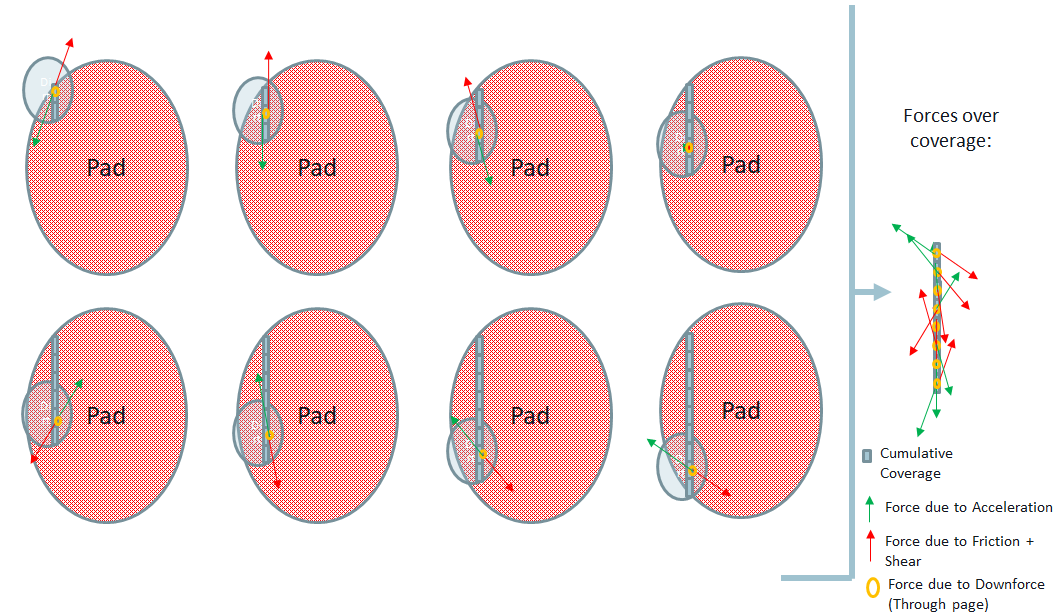 Pad
Pad
Pad
Pad
Forces over
coverage:
Pad
Pad
Pad
Pad
Cumulative
Coverage
Force due to Acceleration
Force due to Friction +
Shear
Force due to Downforce
(Through page)